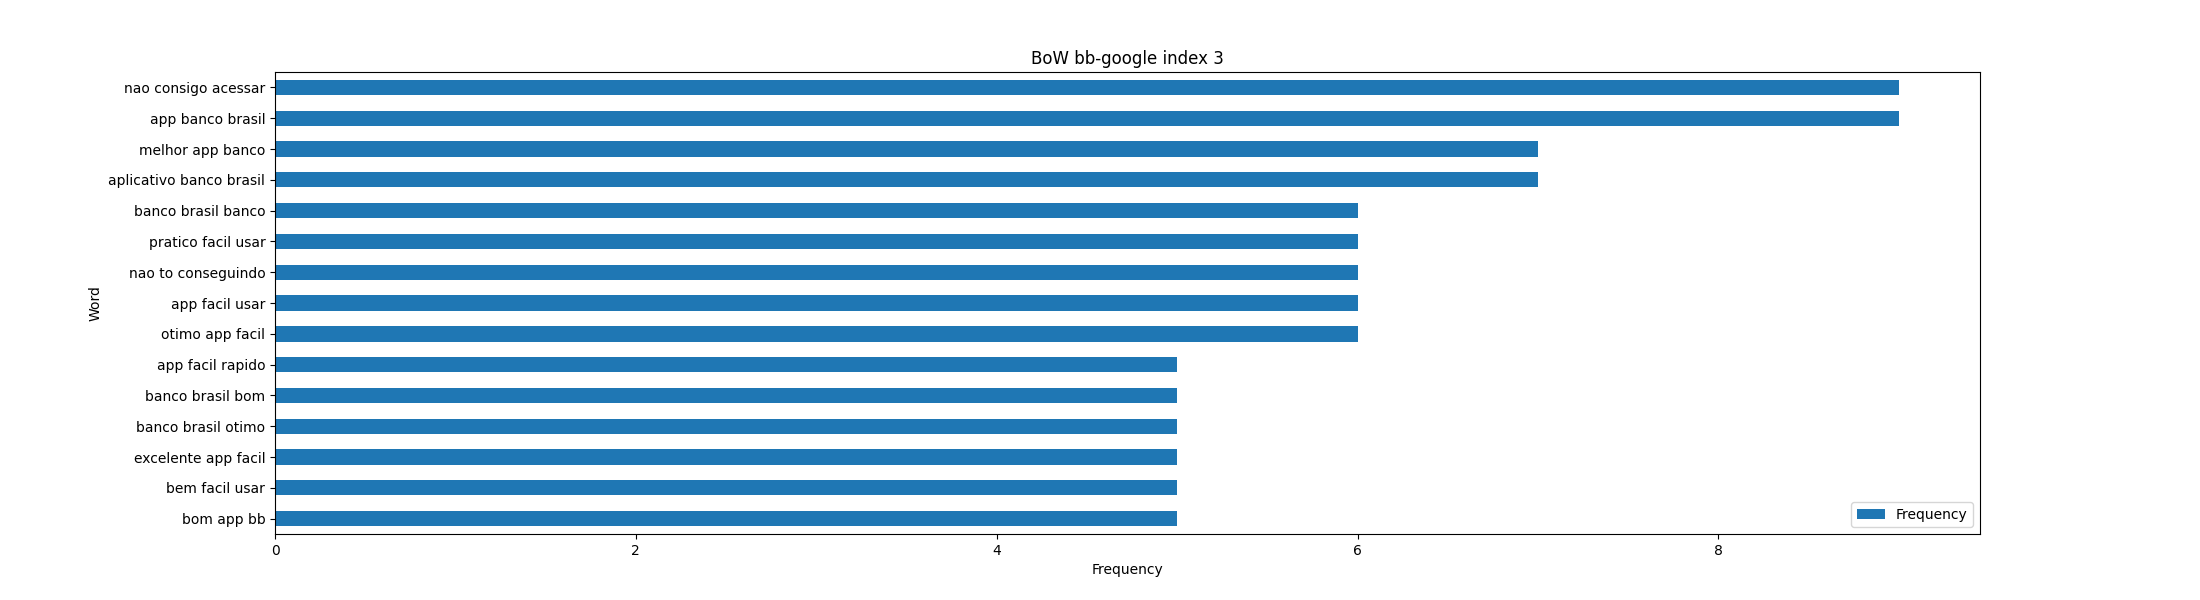 BoW bb-google index 3
nao consigo acessar
app banco brasil
melhor app banco
aplicativo banco brasil
banco brasil banco
pratico facil usar
nao to conseguindo
app facil usar
otimo app facil
app facil rapido
banco brasil bom
banco brasil otimo
excelente app facil
bem facil usar
bom app bb
Word
Frequency
0 2 4 6 8
Frequency